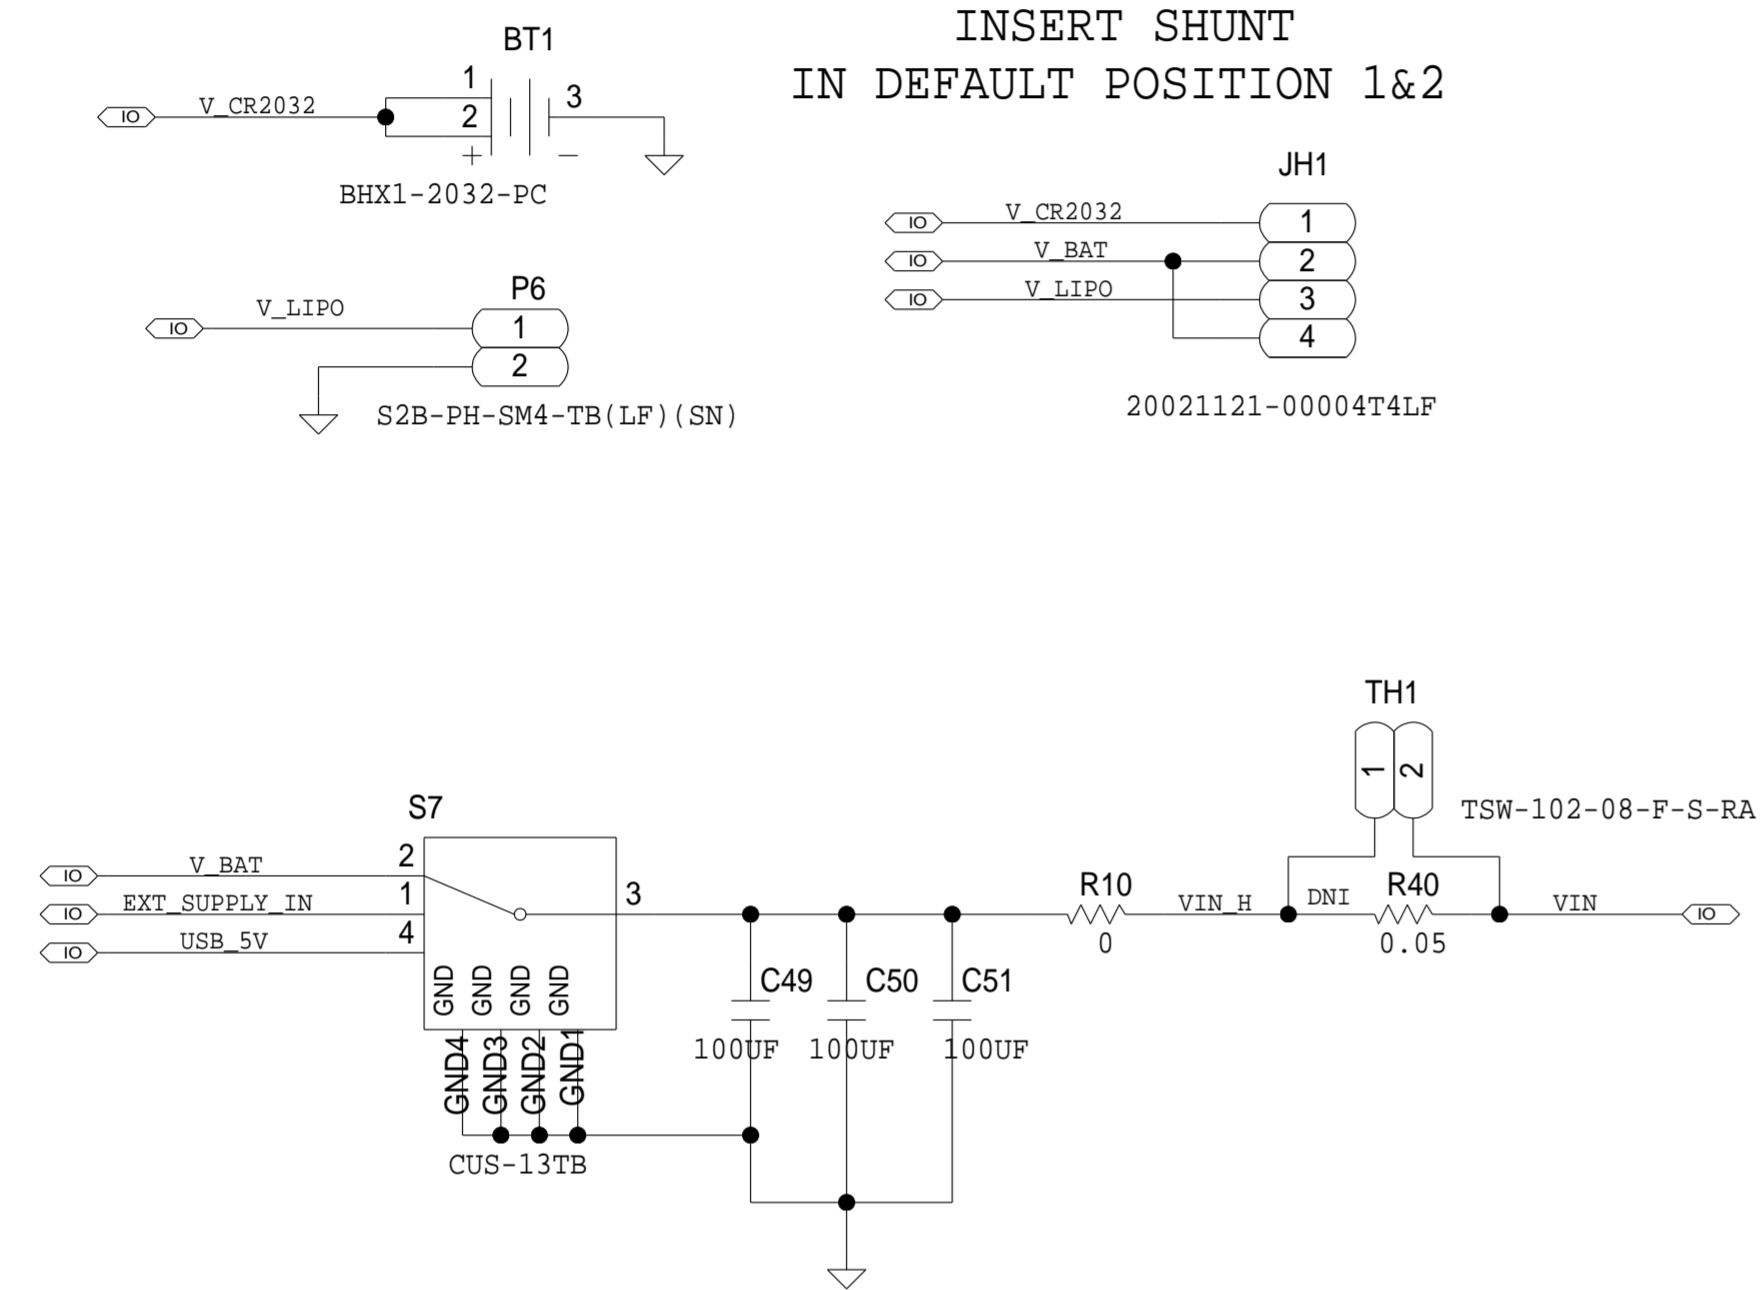 INSERT SHUNT
IN DEFAULT POSITION 1&2
BT1
1
2
3
+
−
IO
V_CR2032
BHX1-2032-PC
JH1
IO
V_CR2032
1
IO
V_BAT
2
IO
V_LIPO
3
4
20021121-00004T4LF
P6
IO
V_LIPO
1
2
S2B-PH-SM4-TB(LF)(SN)
TH1
1
2
TSW-102-08-F-S-RA
S7
IO
V_BAT
2
IO
EXT_SUPPLY_IN
1
IO
USB_5V
4
3
GND
GND
GND
GND
GND4
GND3
GND2
GND1
CUS-13TB
C49
100UF
C50
100UF
C51
100UF
R10
0
VIN_H
DNI
R40
0.05
VIN
IO